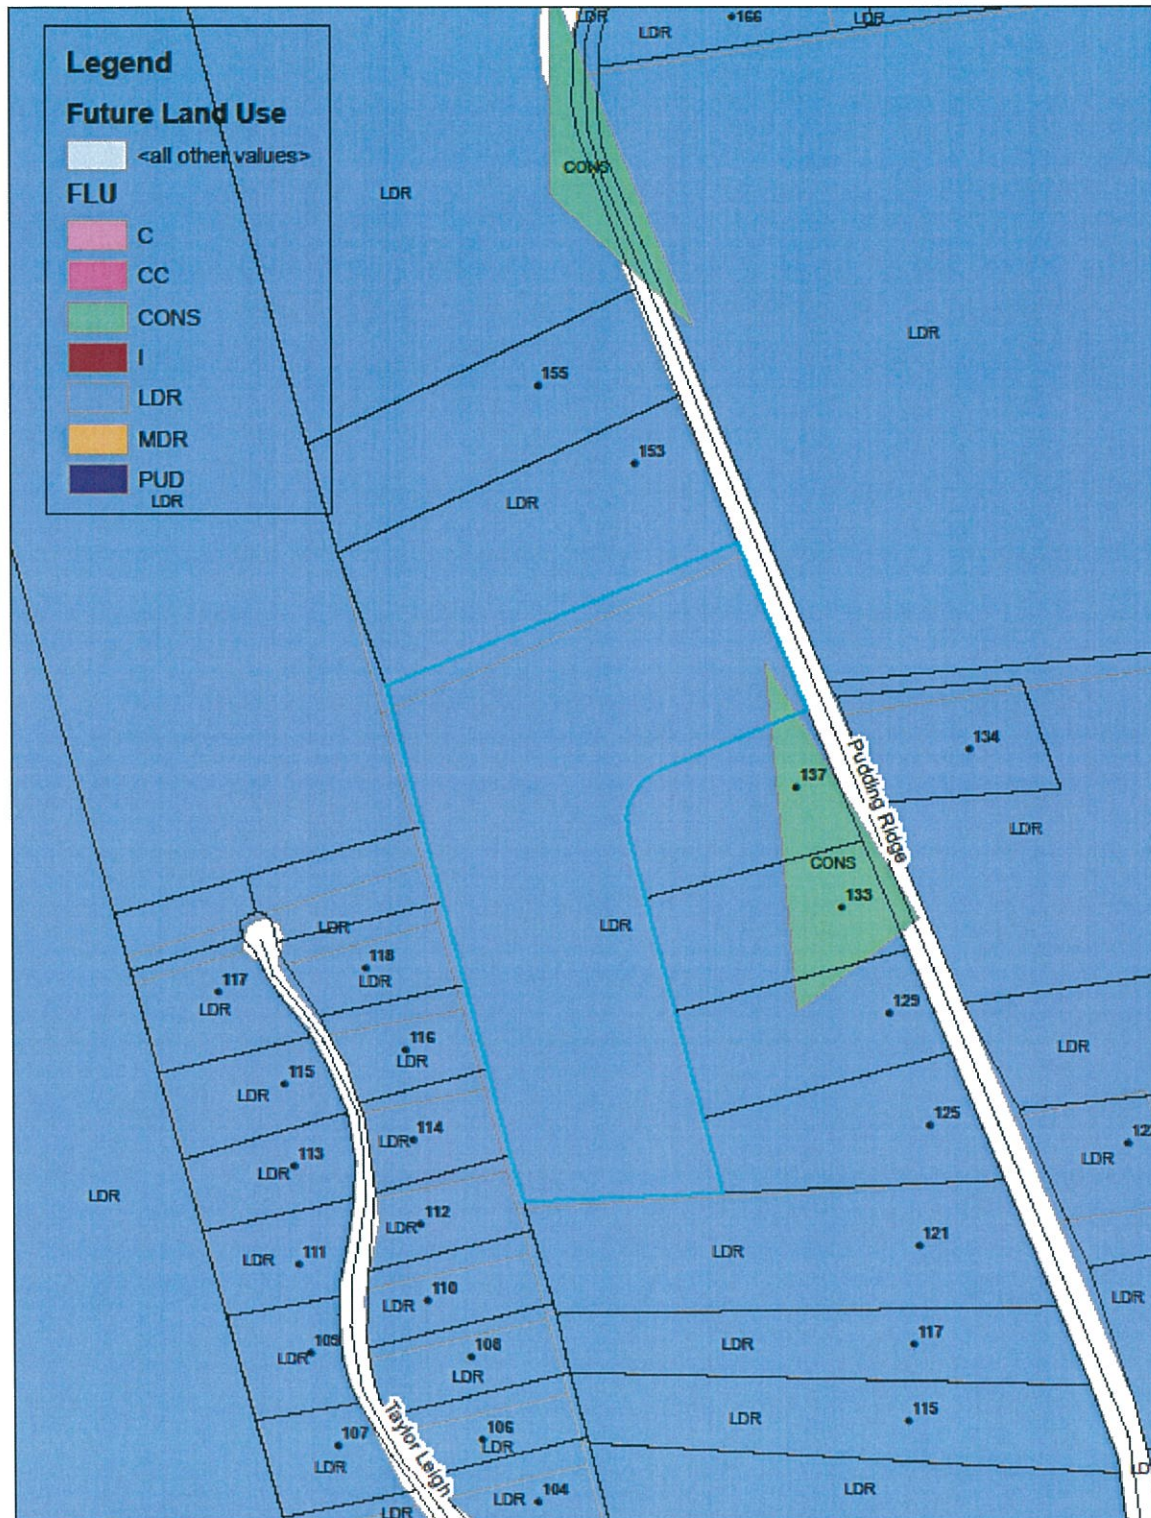 LDR
166
LDR
LDR
Legend
Future Land Use
<all other values>
FLU
C
CC
CONS
I
LDR
MDR
PUD
LDR
LDR
CONS
LDR
155
153
LDR
134
137
Pudding Ridge
LDR
CONS
133
LDR
LDR
118
LDR
117
LDR
129
LDR
116
LDR
115
LDR
125
114
LDR
LDR
113
LDR
LDR
112
LDR
121
LDR
111
LDR
110
LDR
LDR
109
LDR
108
LDR
117
LDR
115
LDR
107
LDR
106
LDR
Taylor Leigh
104
LDR
LDR
LDR